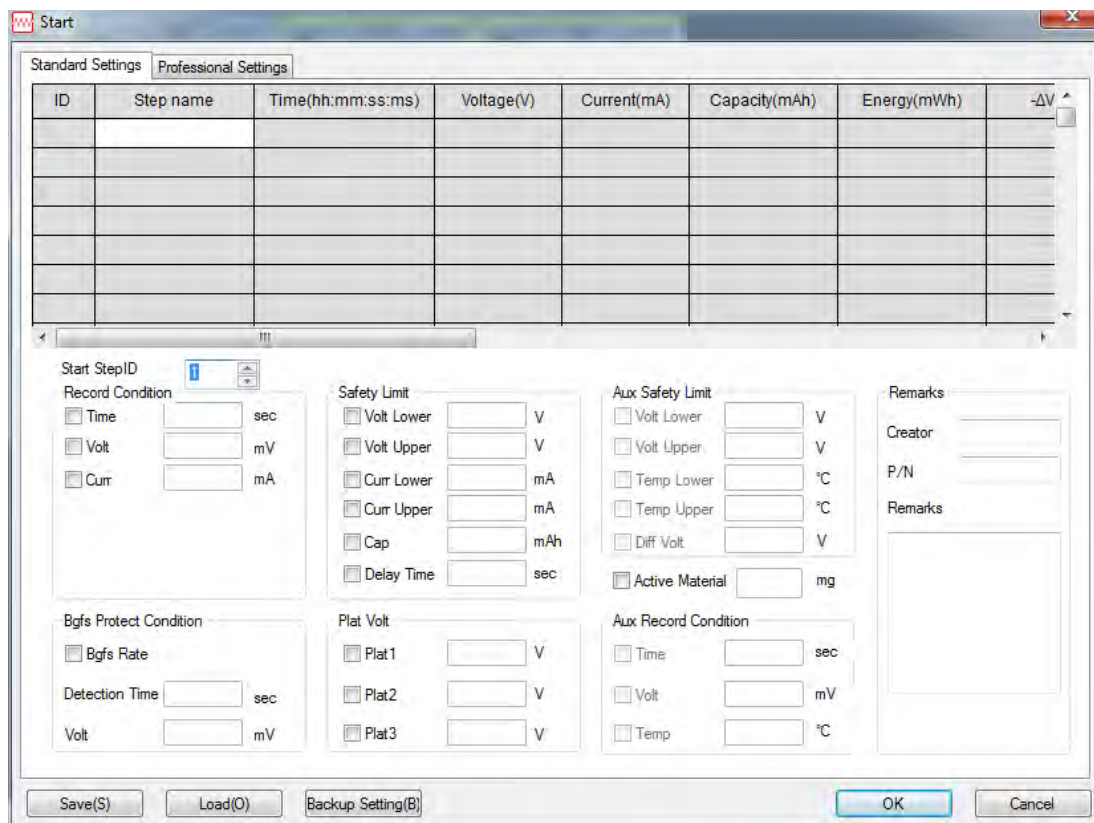 Start
Standard Settings Professional Settings
ID Step name Time(hh:mm:ss:ms) Voltage(V) Current(mA) Capacity(mAh) Energy(mWh) -ΔV
Start StepID 1
Record Condition Safety Limit Aux Safety Limit Remarks
Time sec Volt Lower V Volt Lower V
Creator
Volt mV Volt Upper V Volt Upper V
P/N
Curr mA Curr Lower mA Temp Lower °C
Curr Upper mA Temp Upper °C Remarks
Cap mAh Diff Volt V
Delay Time sec Active Material mg
Bgfs Protect Condition Plat Volt Aux Record Condition
Bgfs Rate Plat1 V Time sec
Detection Time sec Plat2 V Volt mV
Volt mV Plat3 V Temp °C
Save(S) Load(O) Backup Setting(B) OK Cancel